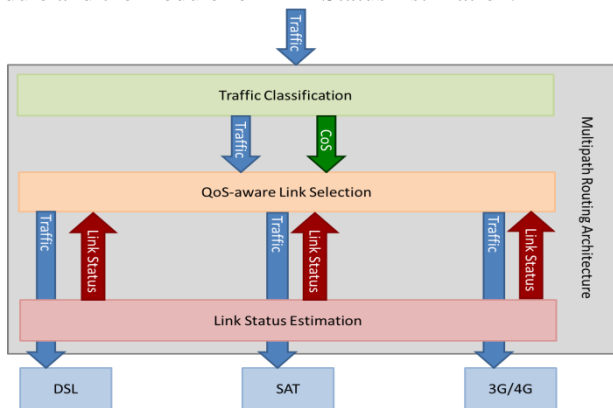 Traffic
Traffic Classification
Traffic
CoS
QoS-aware Link Selection
Traffic
Link Status
Traffic
Link Status
Traffic
Link Status
Link Status Estimation
Multipath Routing Architecture
DSL
SAT
3G/4G